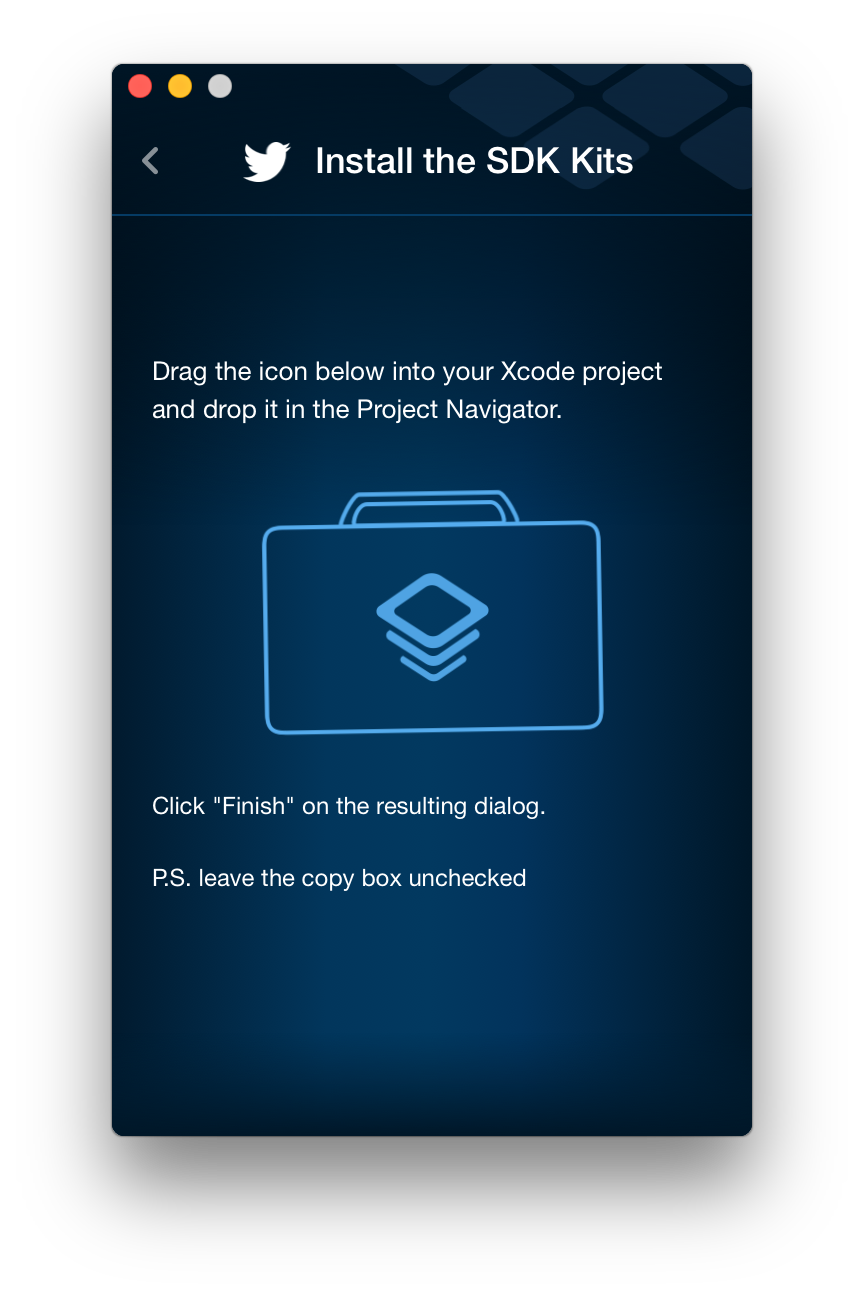 Install the SDK Kits
Drag the icon below into your Xcode project
and drop it in the Project Navigator.
Click "Finish" on the resulting dialog.
P.S. leave the copy box unchecked